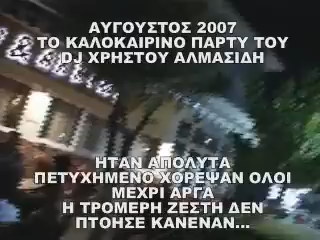 ΑΥΓΟΥΣΤΟΣ 2007
ΤΟ ΚΑΛΟΚΑΙΡΙΝΟ ΠΑΡΤΥ ΤΟΥ
DJ ΧΡΗΣΤΟΥ ΑΛΜΑΣΙΔΗ
ΗΤΑΝ ΑΠΟΛΥΤΑ
ΠΕΤΥΧΗΜΕΝΟ ΧΟΡΕΨΑΝ ΟΛΟΙ
ΜΕΧΡΙ ΑΡΓΑ
Η ΤΡΟΜΕΡΗ ΖΕΣΤΗ ΔΕΝ
ΠΤΟΗΣΕ ΚΑΝΕΝΑΝ...